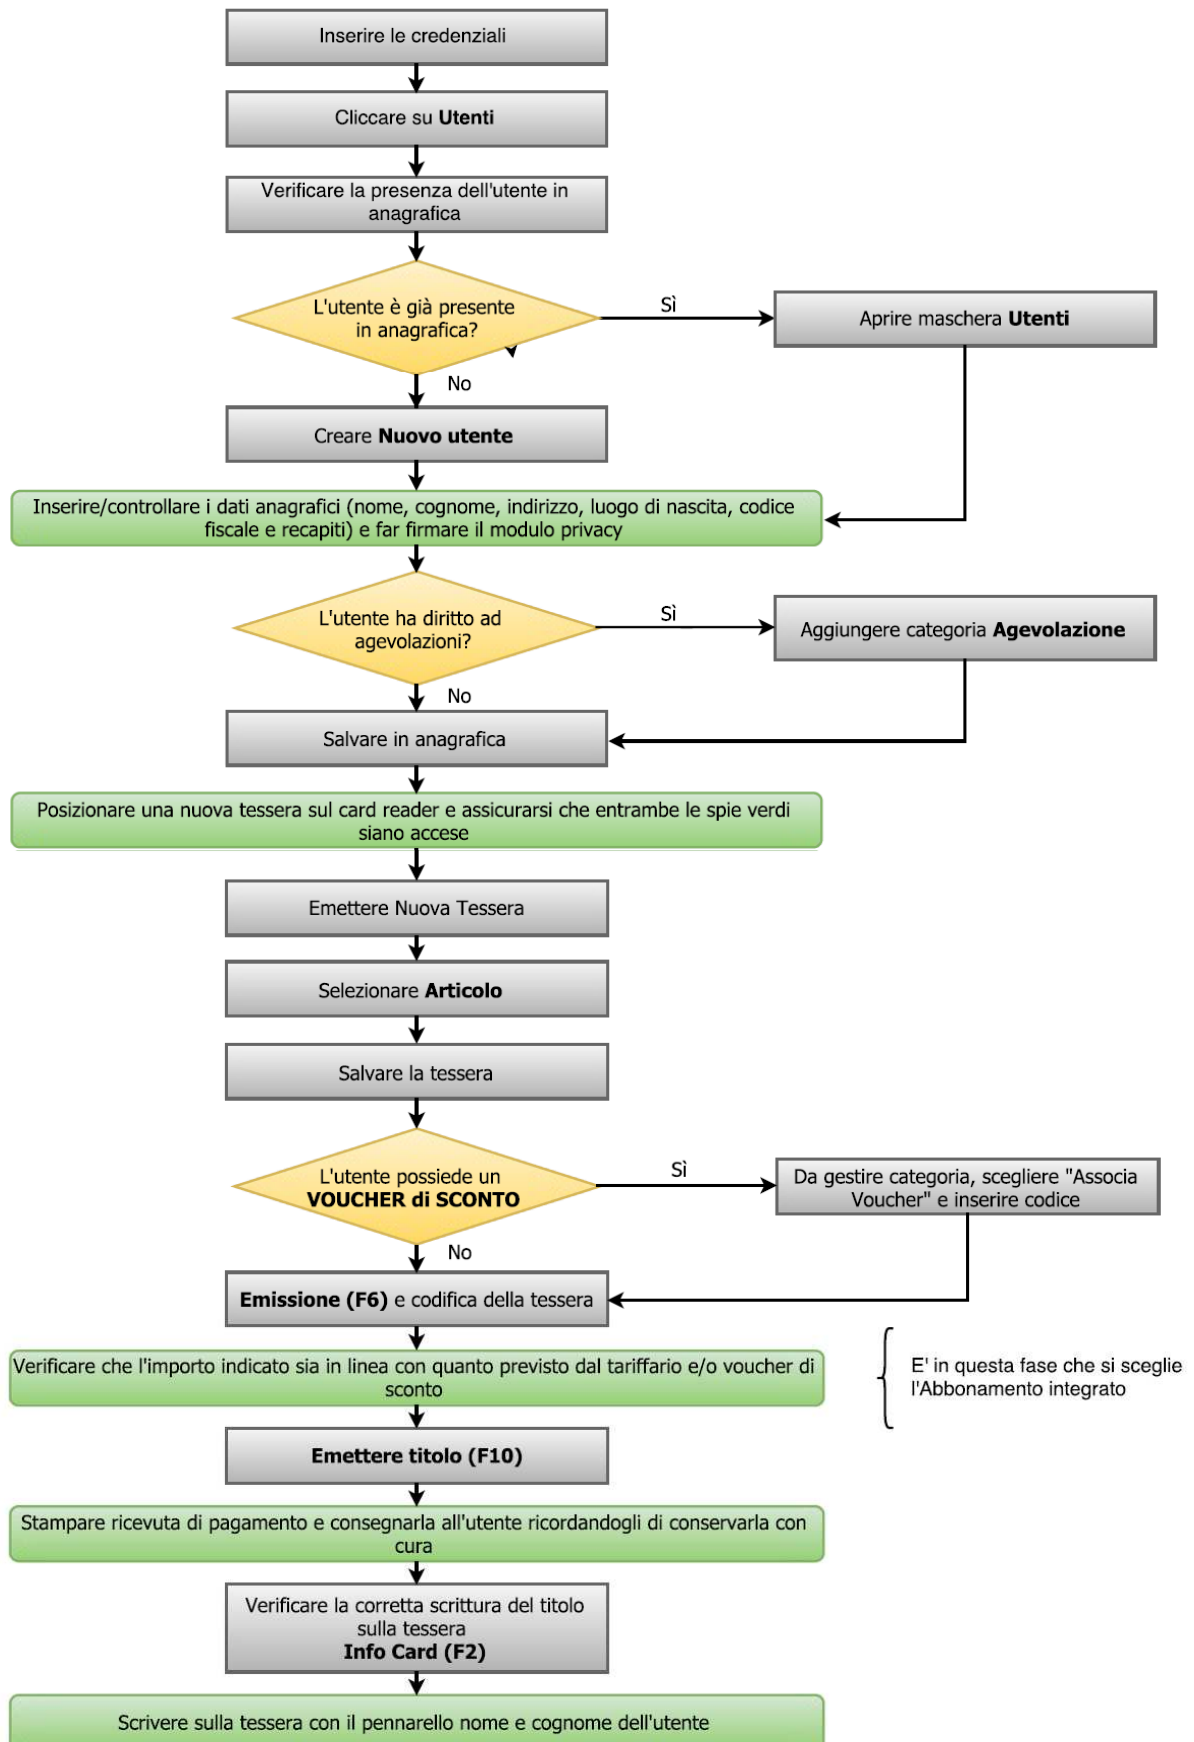 Inserire le credenziali
Cliccare su Utenti
Verificare la presenza dell'utente in
anagrafica
L'utente è già presente
in anagrafica?
Sì
Aprire maschera Utenti
No
Creare Nuovo utente
Inserire/controllare i dati anagrafici (nome, cognome, indirizzo, luogo di nascita, codice
fiscale e recapiti) e far firmare il modulo privacy
L'utente ha diritto ad
agevolazioni?
Sì
Aggiungere categoria Agevolazione
No
Salvare in anagrafica
Posizionare una nuova tessera sul card reader e assicurarsi che entrambe le spie verdi
siano accese
Emettere Nuova Tessera
Selezionare Articolo
Salvare la tessera
L'utente possiede un
VOUCHER di SCONTO
Sì
Da gestire categoria, scegliere "Associa
Voucher" e inserire codice
No
Emissione (F6) e codifica della tessera
Verificare che l'importo indicato sia in linea con quanto previsto dal tariffario e/o voucher di
sconto
E' in questa fase che si sceglie
l'Abbonamento integrato
Emettere titolo (F10)
Stampare ricevuta di pagamento e consegnarla all'utente ricordandogli di conservarla con
cura
Verificare la corretta scrittura del titolo
sulla tessera
Info Card (F2)
Scrivere sulla tessera con il pennarello nome e cognome dell'utente